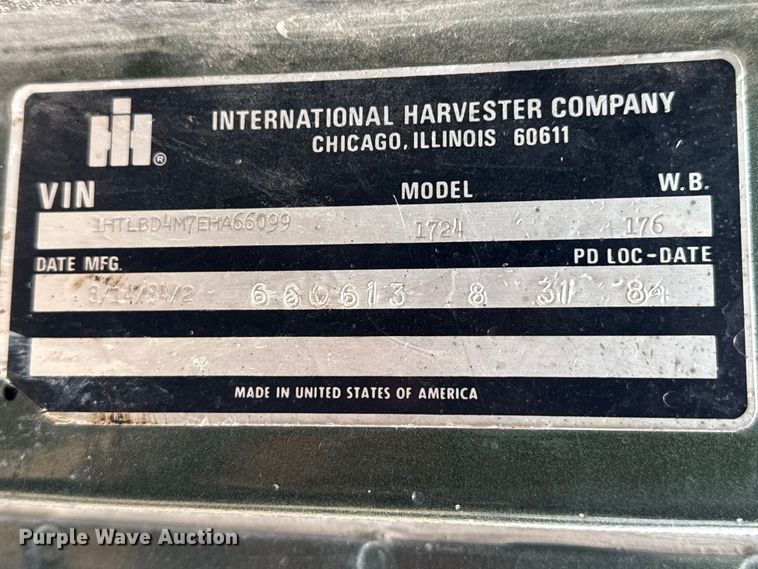 INTERNATIONAL HARVESTER COMPANY
CHICAGO, ILLINOIS 60611
IH ®
VIN MODEL W.B.
1HTLBD4M7EHA66099 1724 176
DATE MFG. PD LOC-DATE
660613 8 31 84
MADE IN UNITED STATES OF AMERICA
Purple Wave Auction